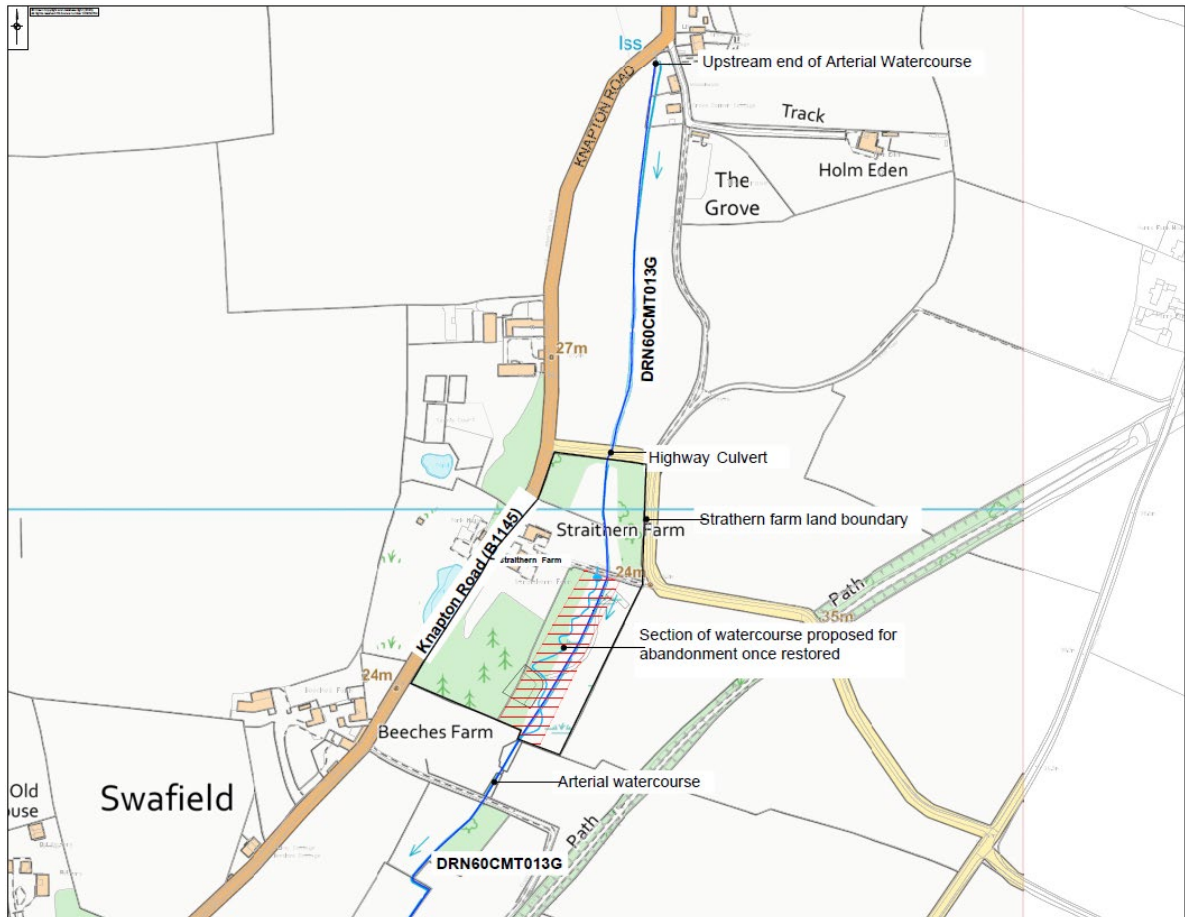 Iss
Upstream end of Arterial Watercourse
KNAPTON ROAD
Track
Holm Eden
The
Grove
DRN60CMT013G
27m
Highway Culvert
Strathern farm land boundary
Straithern Farm
Straithern Farm
Knapton Road (B1145)
24m
Path
35m
Section of watercourse proposed for
abandonment once restored
24m
Beeches Farm
Arterial watercourse
Swafield
Old
ouse
Path
DRN60CMT013G